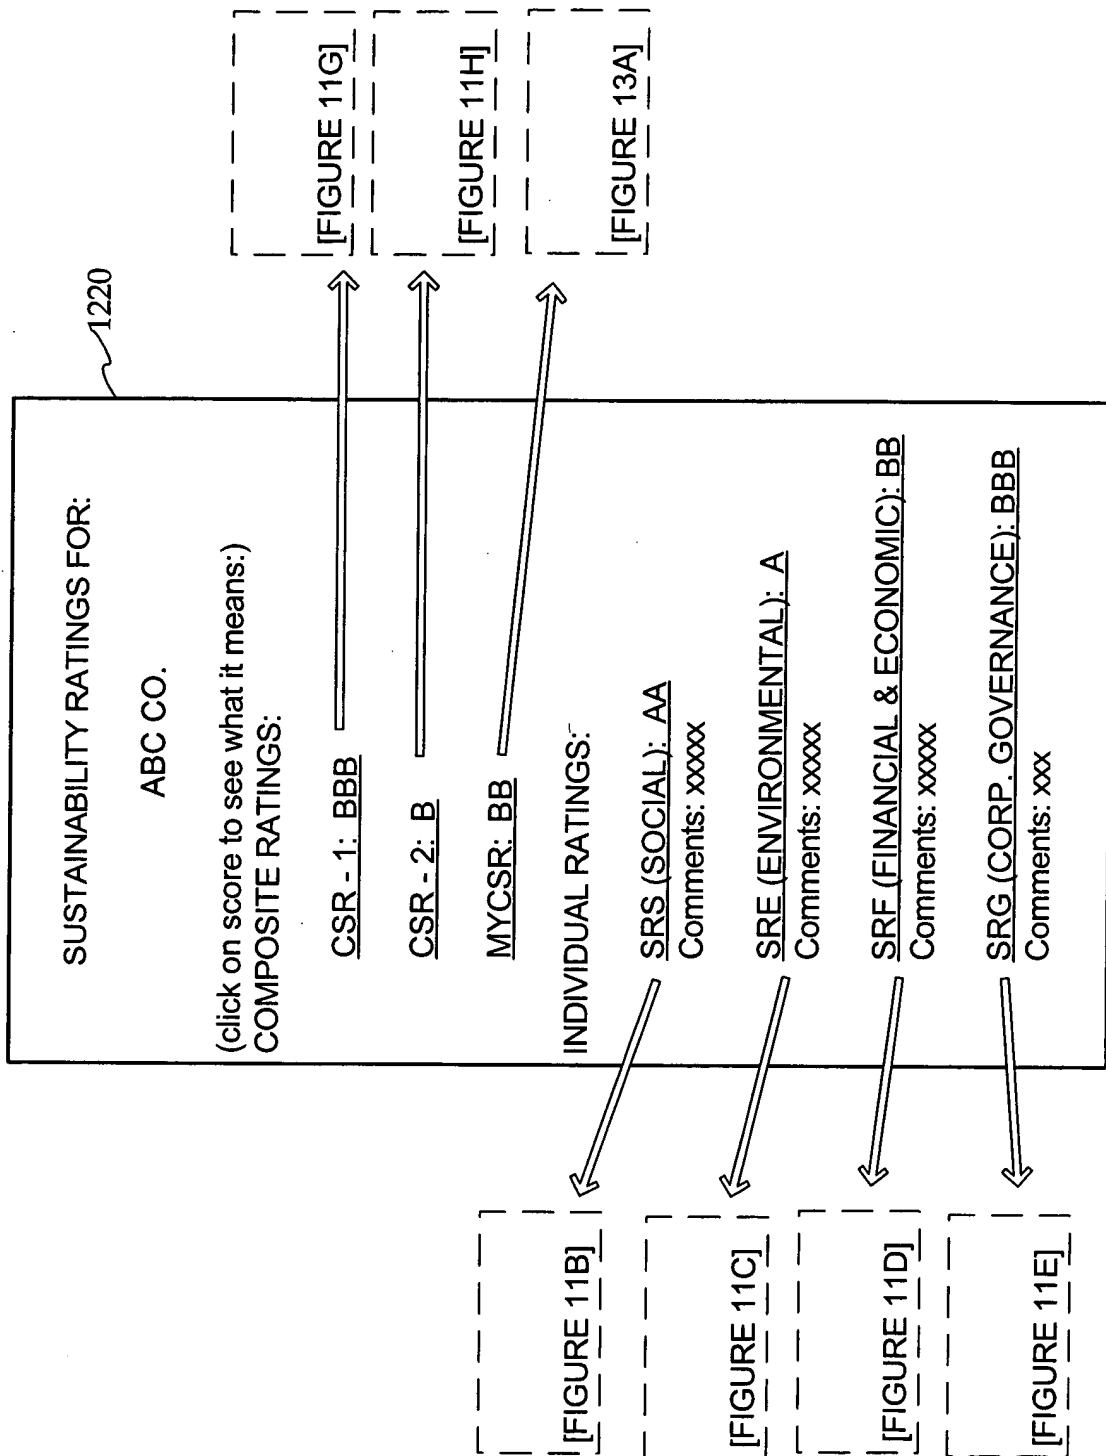 1220
SUSTAINABILITY RATINGS FOR:
ABC CO.
(click on score to see what it means:)
COMPOSITE RATINGS:
CSR - 1: BBB
[FIGURE 11G]
CSR - 2: B
[FIGURE 11H]
MYCSR: BB
[FIGURE 13A]
INDIVIDUAL RATINGS:
[FIGURE 11B]
SRS (SOCIAL): AA
Comments: xxxxx
[FIGURE 11C]
SRE (ENVIRONMENTAL): A
Comments: xxxxx
[FIGURE 11D]
SRF (FINANCIAL & ECONOMIC): BB
Comments: xxxxx
[FIGURE 11E]
SRG (CORP. GOVERNANCE): BBB
Comments: xxx